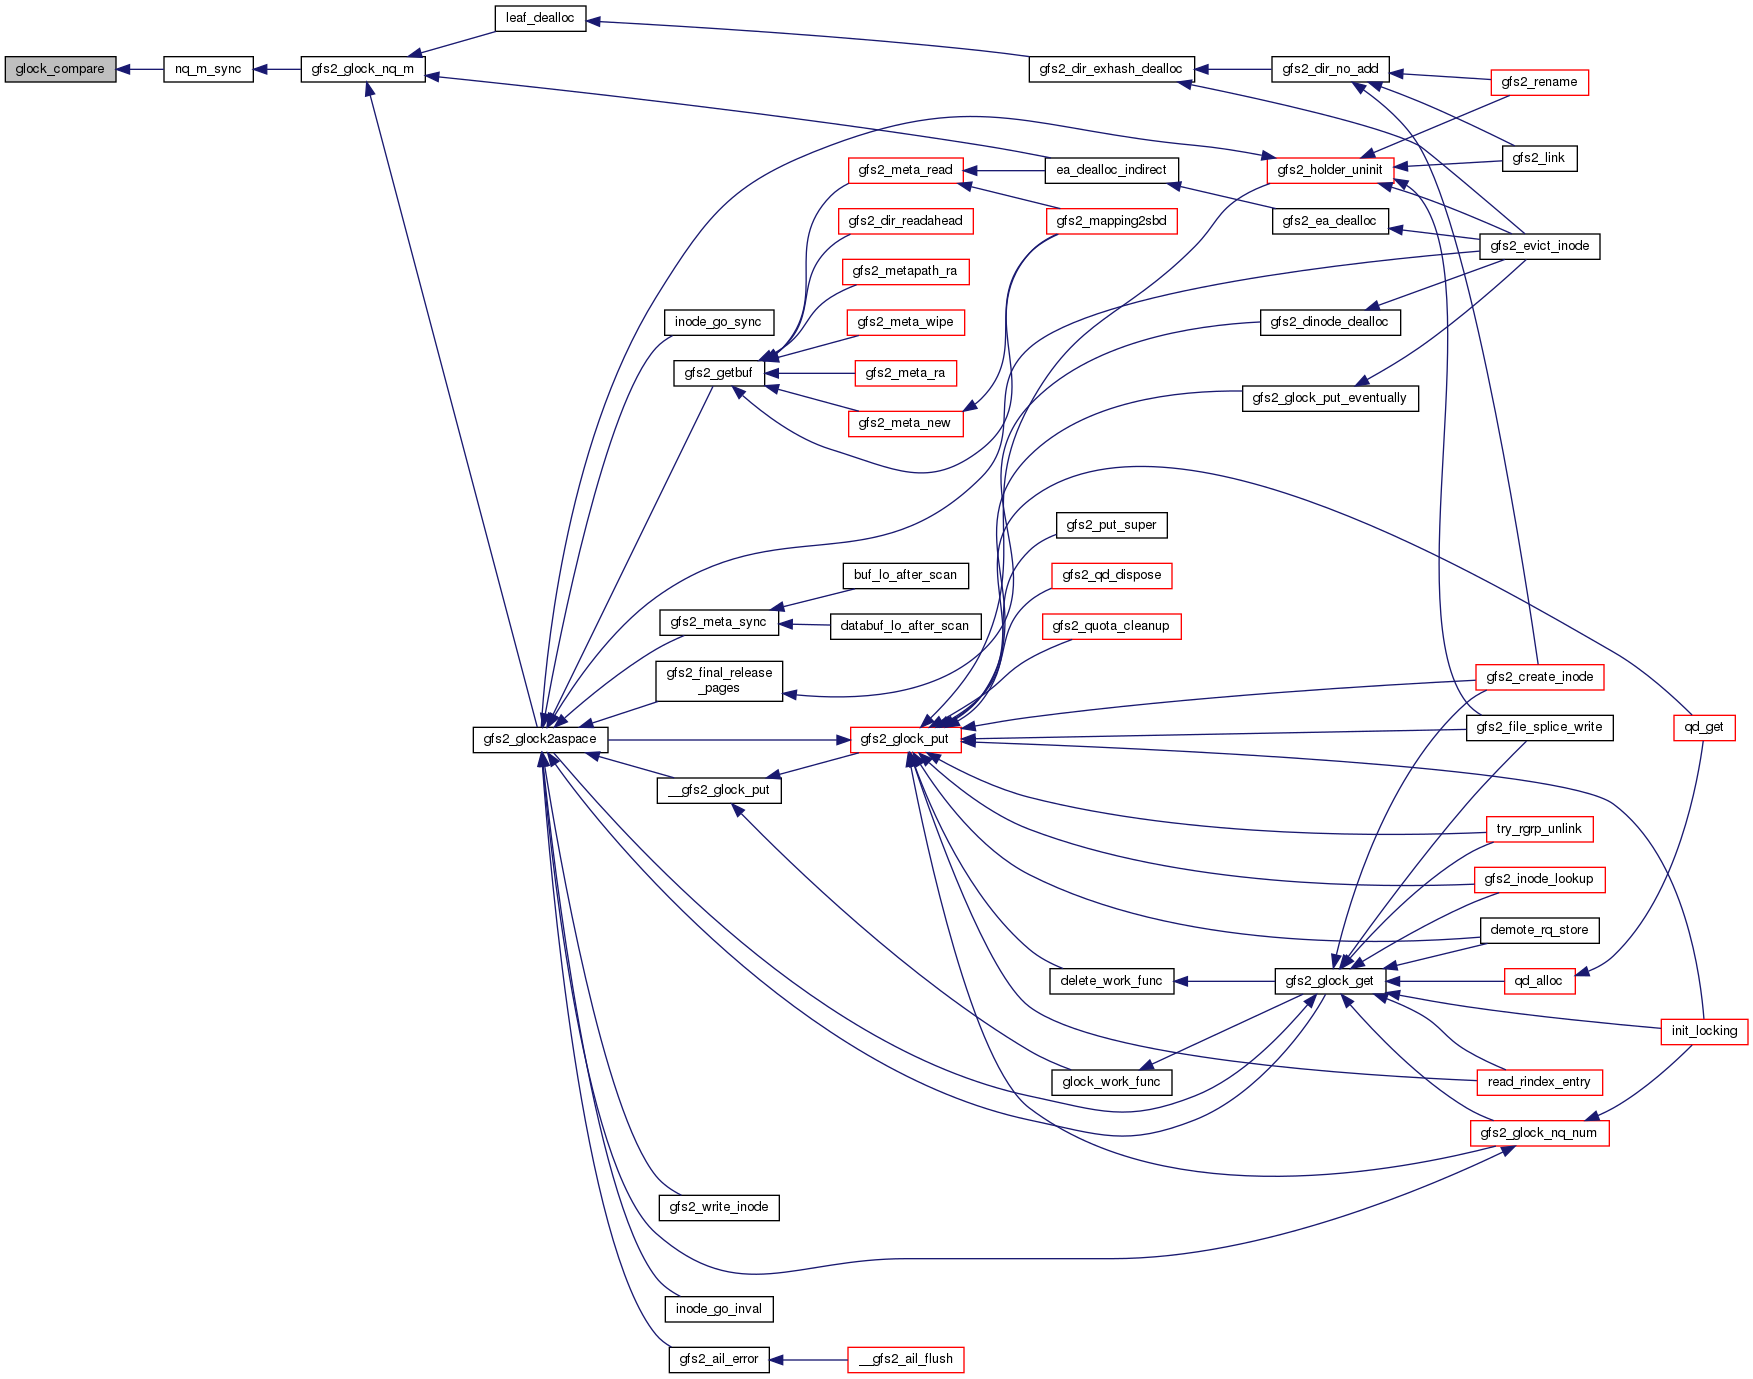 leaf_dealloc
glock_compare
nq_m_sync
gfs2_glock_nq_m
gfs2_dir_exhash_dealloc
gfs2_dir_no_add
gfs2_rename
gfs2_link
gfs2_meta_read
ea_dealloc_indirect
gfs2_holder_uninit
gfs2_dir_readahead
gfs2_mapping2sbd
gfs2_ea_dealloc
gfs2_evict_inode
gfs2_metapath_ra
inode_go_sync
gfs2_meta_wipe
gfs2_dinode_dealloc
gfs2_getbuf
gfs2_meta_ra
gfs2_glock_put_eventually
gfs2_meta_new
gfs2_put_super
buf_lo_after_scan
gfs2_qd_dispose
gfs2_meta_sync
databuf_lo_after_scan
gfs2_quota_cleanup
gfs2_final_release
_pages
gfs2_create_inode
gfs2_glock2aspace
gfs2_glock_put
gfs2_file_splice_write
qd_get
__gfs2_glock_put
try_rgrp_unlink
gfs2_inode_lookup
demote_rq_store
delete_work_func
gfs2_glock_get
qd_alloc
init_locking
glock_work_func
read_rindex_entry
gfs2_glock_nq_num
gfs2_write_inode
inode_go_inval
gfs2_ail_error
__gfs2_ail_flush